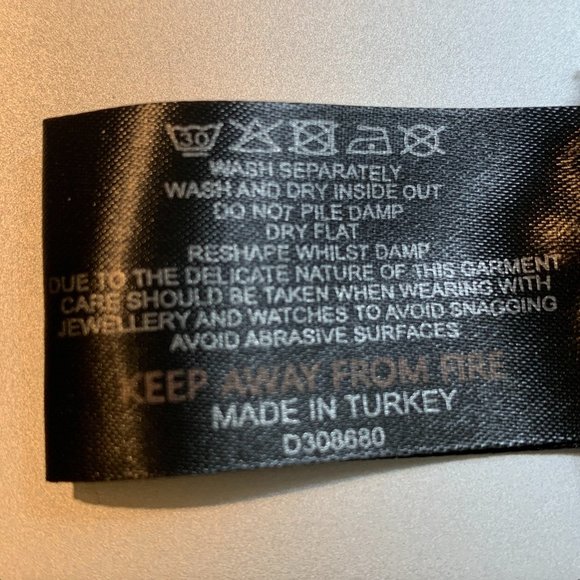 30
WASH SEPARATELY
WASH AND DRY INSIDE OUT
DO NOT PILE DAMP
DRY FLAT
RESHAPE WHILST DAMP
DUE TO THE DELICATE NATURE OF THIS GARMENT
CARE SHOULD BE TAKEN WHEN WEARING WITH
JEWELLERY AND WATCHES TO AVOID SNAGGING
AVOID ABRASIVE SURFACES
KEEP AWAY FROM FIRE
MADE IN TURKEY
D308680